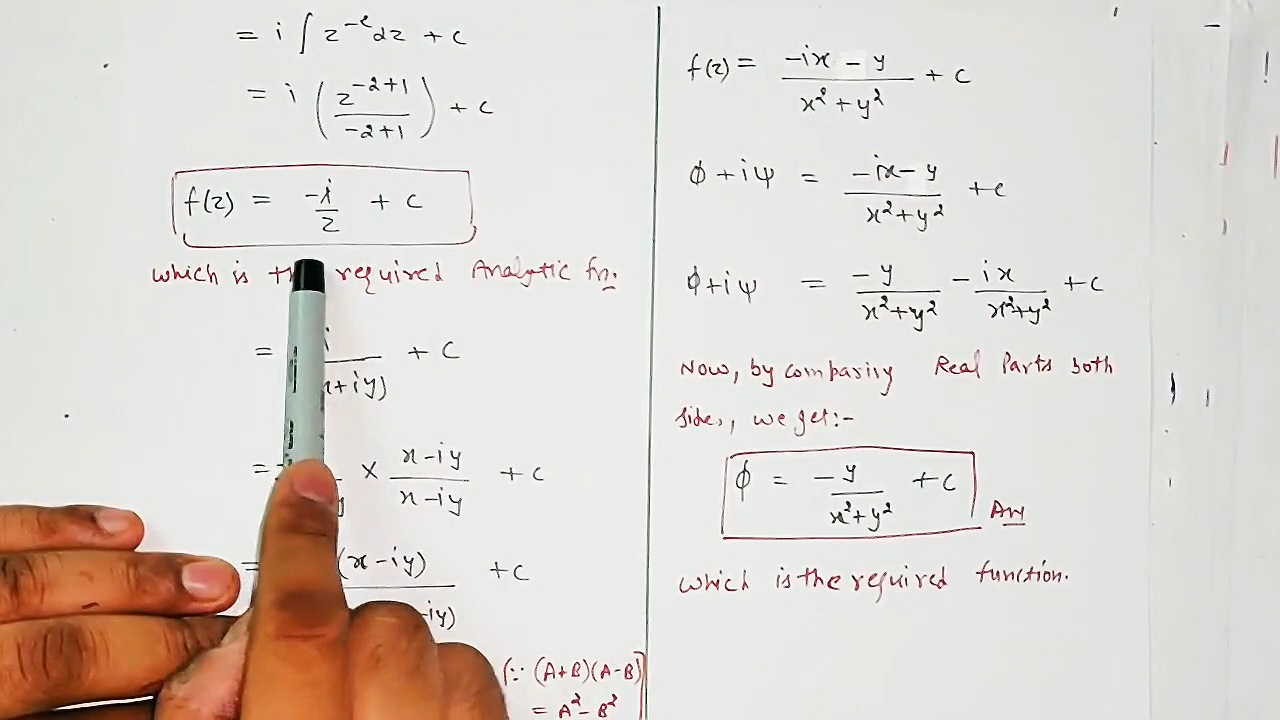 = i ∫ z⁻² dz + c
= i ( z⁻²⁺¹ / -2+1 ) + c
f(z) = -i/z + c
which is the required Analytic fn.
= i / x+iy) + c
= × x-iy / x-iy + c
= (x-iy) / -iy) + c
(∵ (A+B)(A-B)
= A² - B²
f(z) = -ix - y / x² + y² + c
ϕ + iψ = -ix - y / x² + y² + c
ϕ + iψ = -y / x² + y² - ix / x² + y² + c
Now, by comparing Real Parts both
sides, we get:-
ϕ = -y / x² + y² + c Ans
which is the required function.